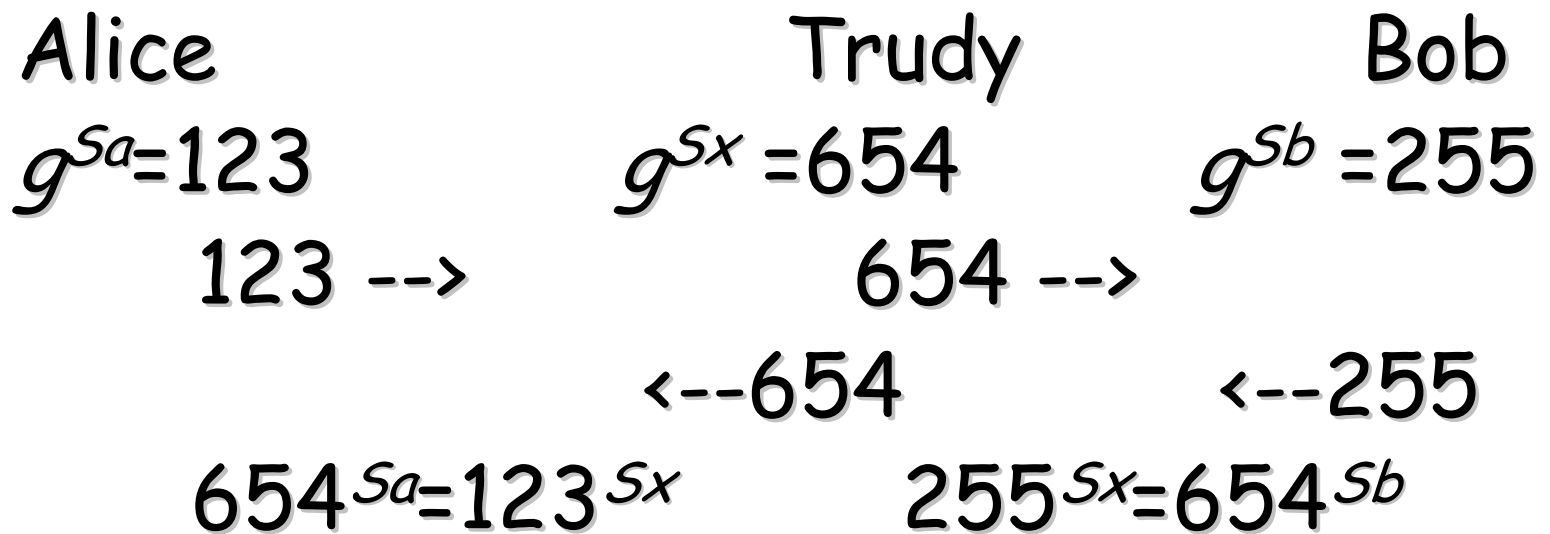 Alice Trudy Bob
g^Sa=123 g^Sx =654 g^Sb =255
123 --> 654 -->
<--654 <--255
654^Sa=123^Sx 255^Sx=654^Sb